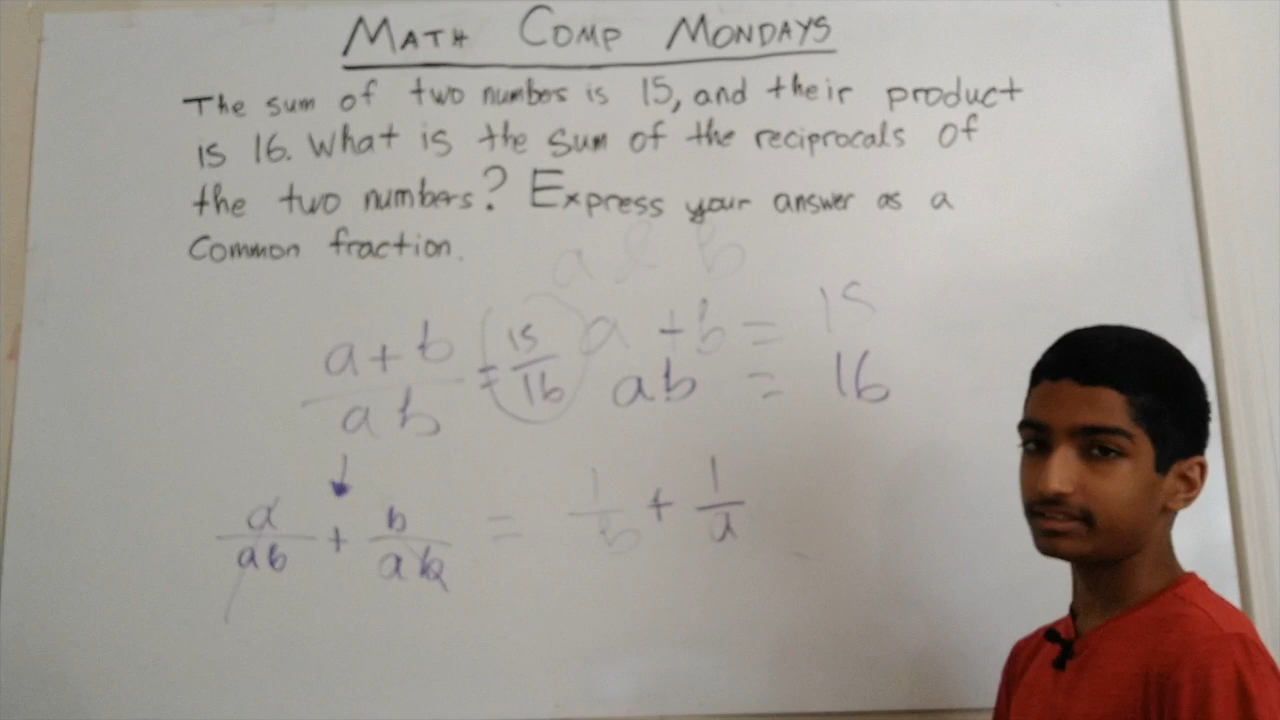 MATH COMP MONDAYS
The sum of two numbers is 15, and their product
is 16. What is the sum of the reciprocals of
the two numbers? Express your answer as a
Common fraction.
a & b
a+b/ab = 15/16 a + b = 15
ab = 16
↓
a/ab + b/ab = 1/b + 1/a